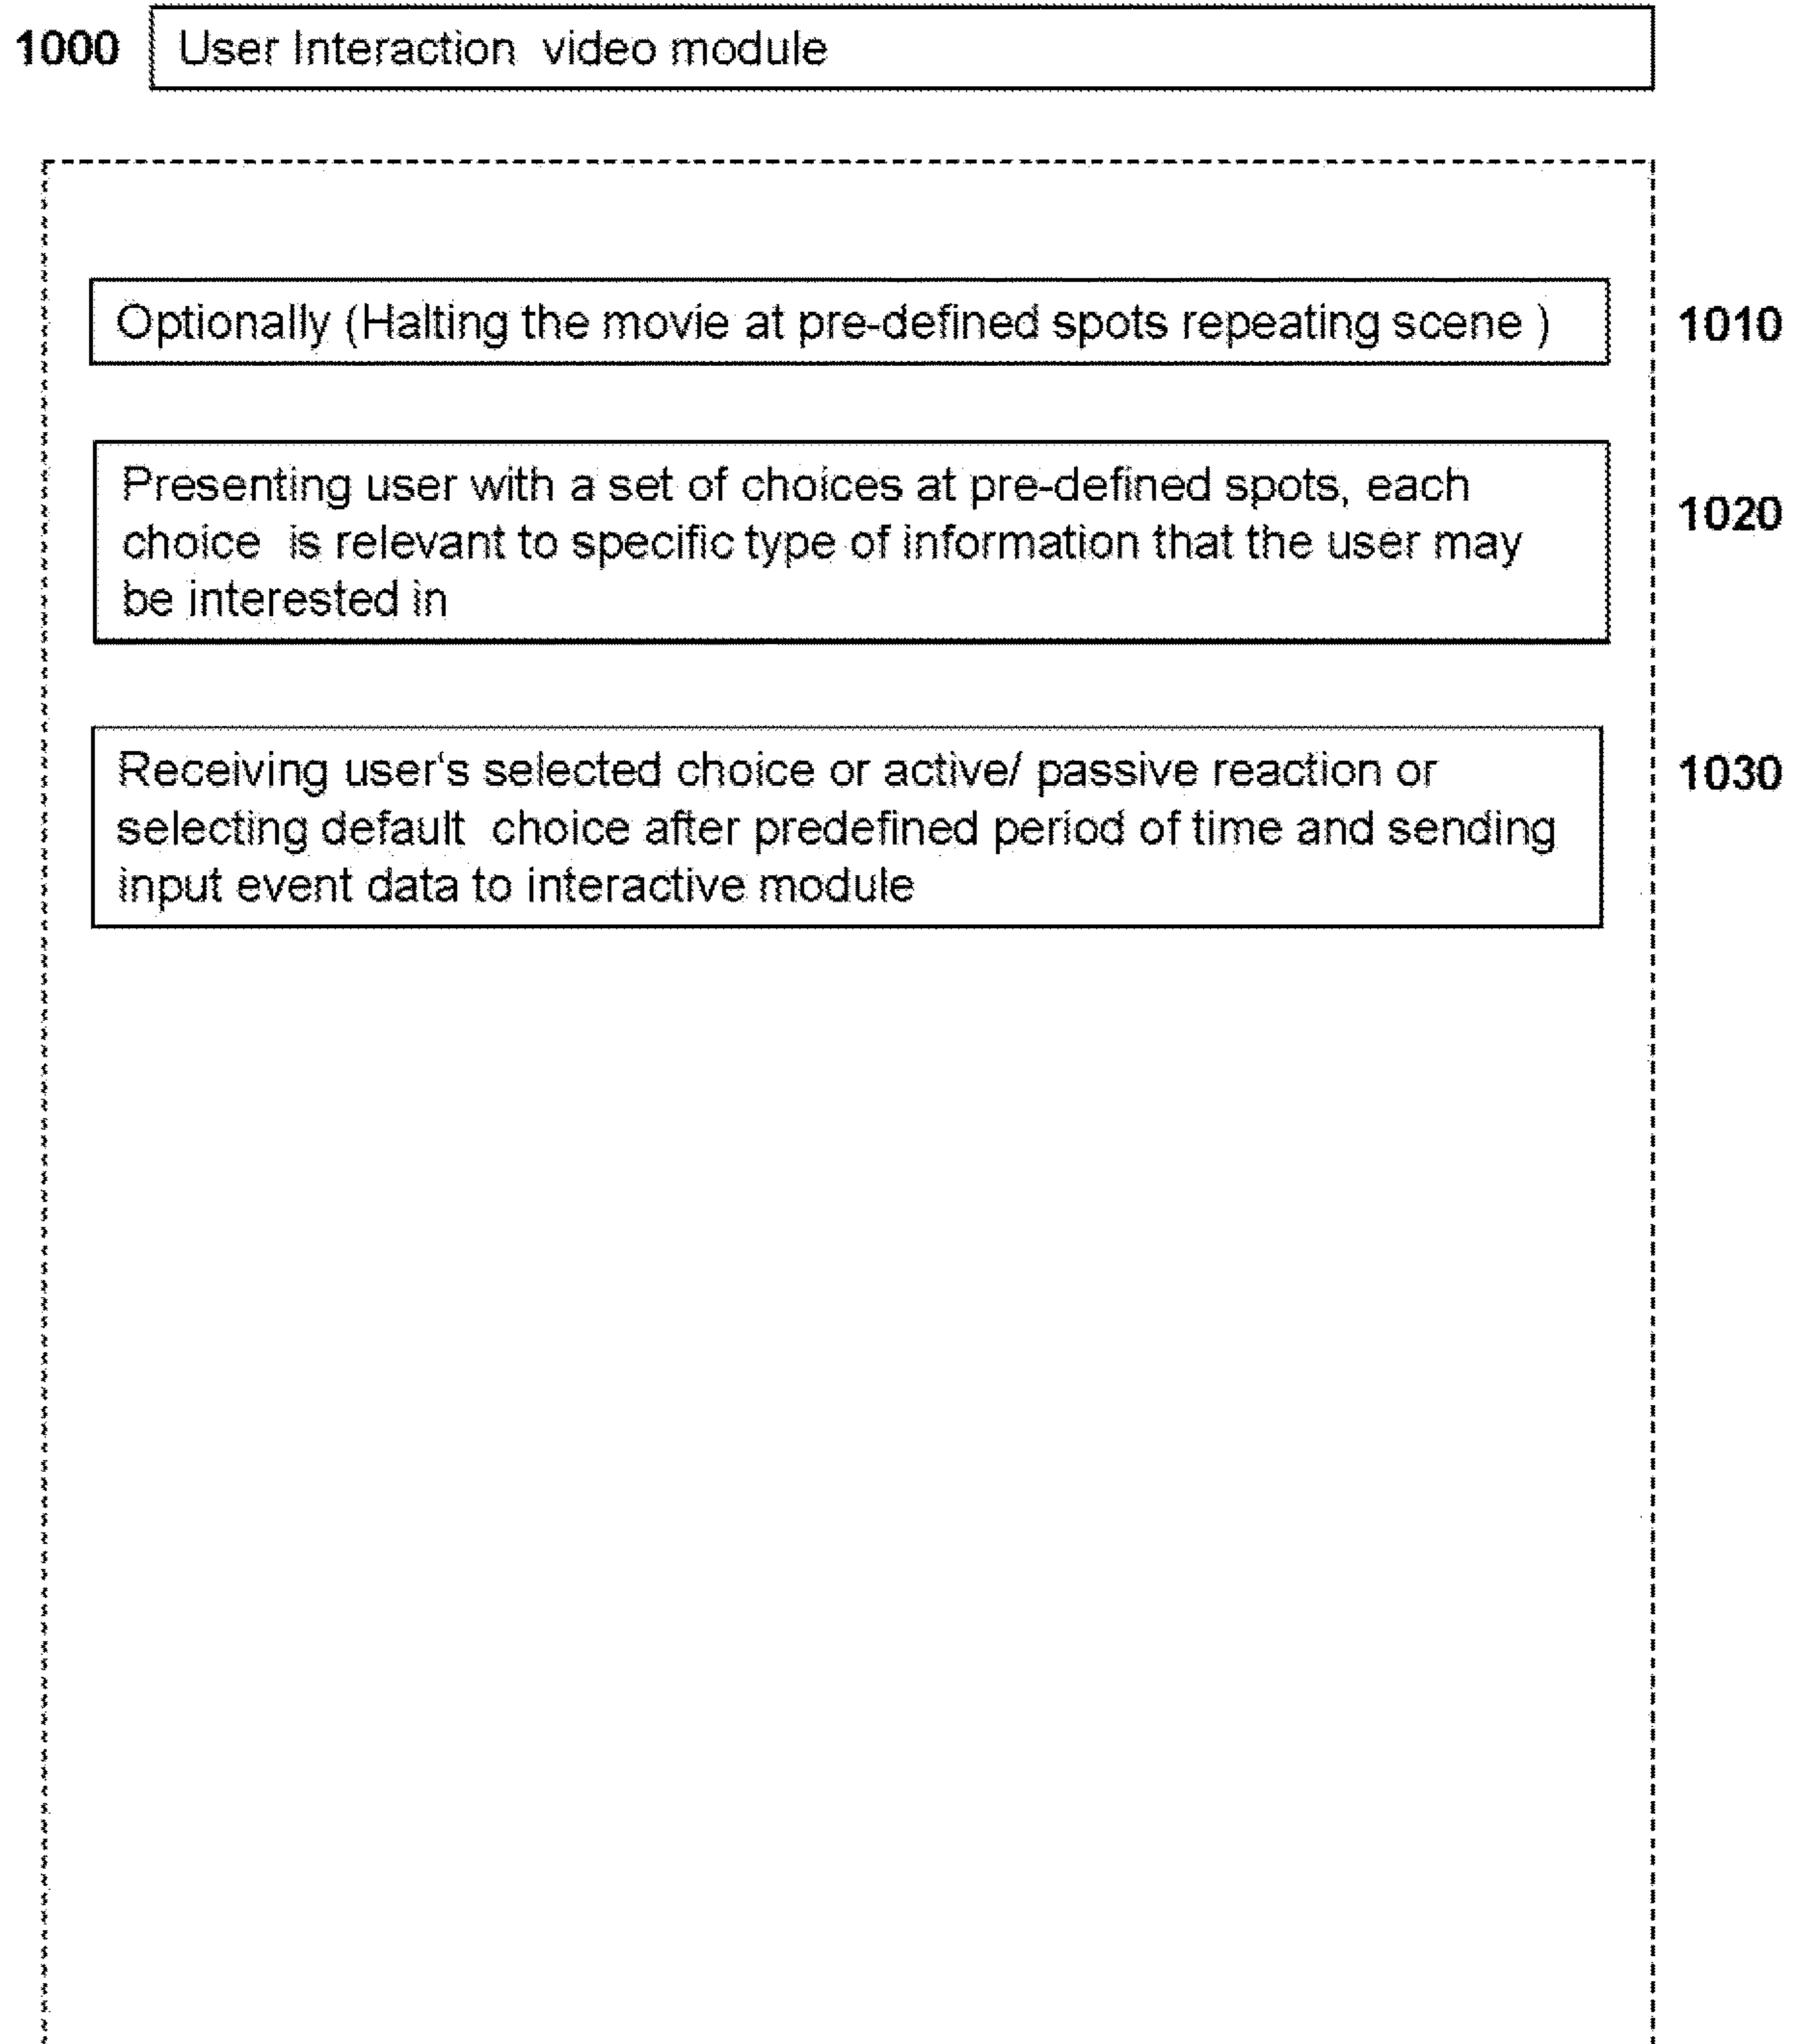 1000 User Interaction video module
Optionally (Halting the movie at pre-defined spots repeating scene ) 1010
Presenting user with a set of choices at pre-defined spots, each
choice is relevant to specific type of information that the user may
be interested in
1020
Receiving user's selected choice or active/ passive reaction or
selecting default choice after predefined period of time and sending
input event data to interactive module
1030